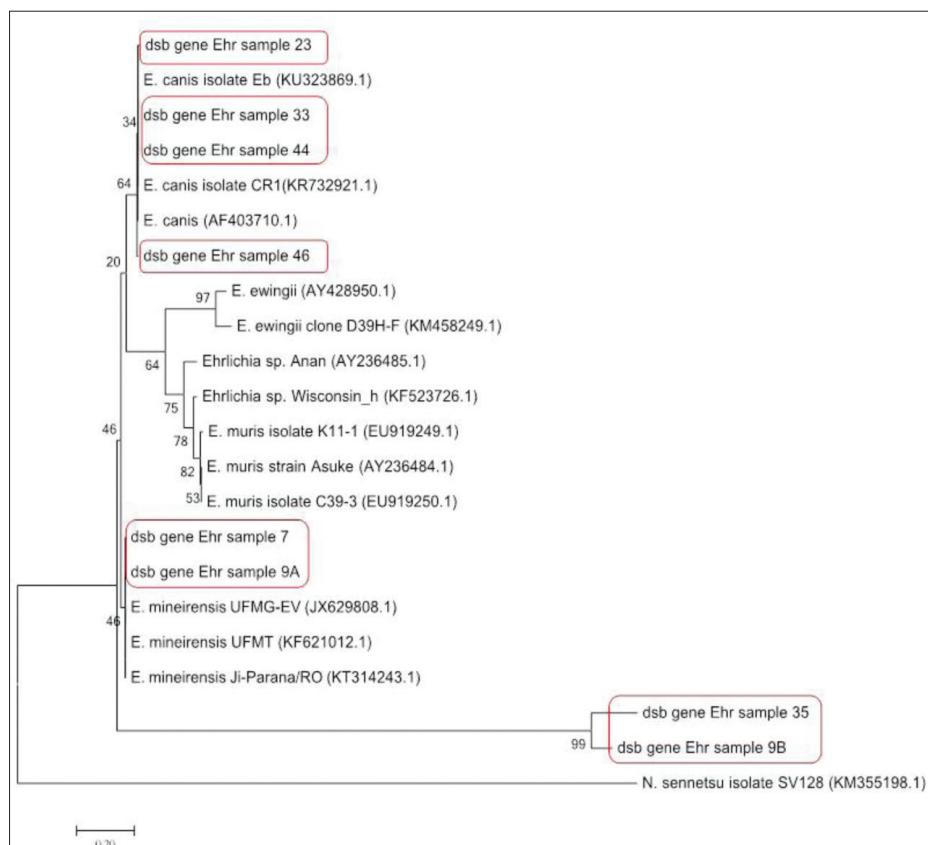 dsb gene Ehr sample 23
E. canis isolate Eb (KU323869.1)
dsb gene Ehr sample 33
34
dsb gene Ehr sample 44
64
E. canis isolate CR1(KR732921.1)
E. canis (AF403710.1)
dsb gene Ehr sample 46
20
E. ewingii (AY428950.1)
97
E. ewingii clone D39H-F (KM458249.1)
64
Ehrlichia sp. Anan (AY236485.1)
Ehrlichia sp. Wisconsin_h (KF523726.1)
75
46
E. muris isolate K11-1 (EU919249.1)
78
E. muris strain Asuke (AY236484.1)
82
53
E. muris isolate C39-3 (EU919250.1)
dsb gene Ehr sample 7
dsb gene Ehr sample 9A
E. mineirensis UFMG-EV (JX629808.1)
46
E. mineirensis UFMT (KF621012.1)
E. mineirensis Ji-Parana/RO (KT314243.1)
dsb gene Ehr sample 35
99
dsb gene Ehr sample 9B
N. sennetsu isolate SV128 (KM355198.1)
0.20